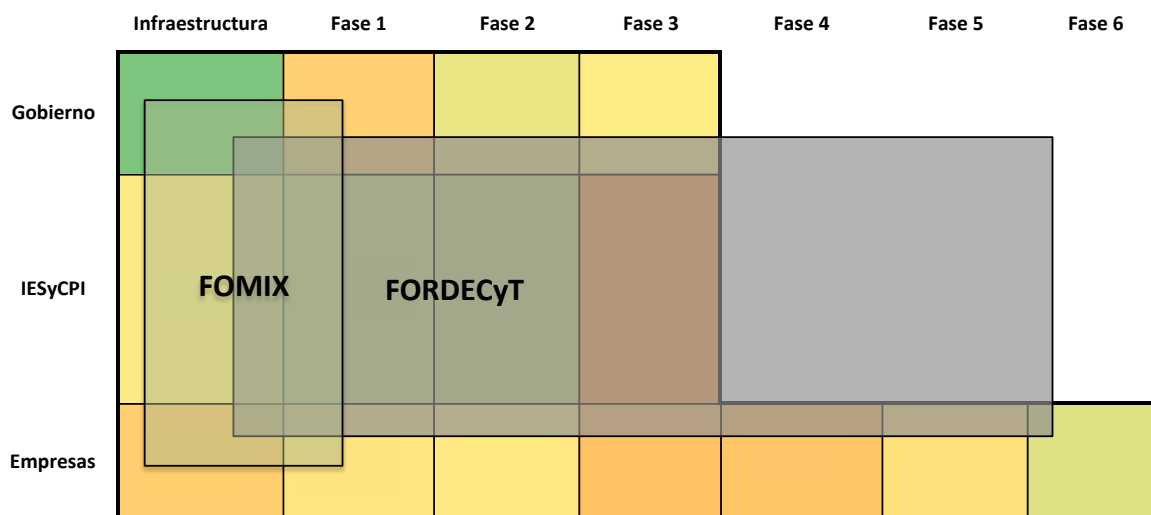 Infraestructura Fase 1 Fase 2 Fase 3 Fase 4 Fase 5 Fase 6
Gobierno
IESyCPI
FOMIX FORDECyT
Empresas